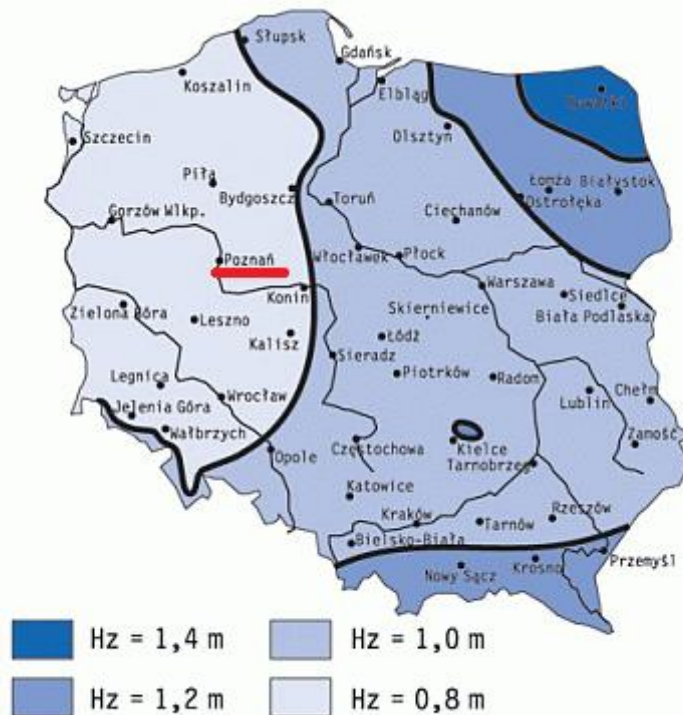 Słupsk
Gdańsk
Koszalin
Elbląg
Suwałki
Szczecin
Olsztyn
Piła
Łomża Białystok
Bydgoszcz
Toruń
Ostrołęka
Gorzów Wlkp.
Ciechanów
Poznań
Włocławek
Płock
Konin
Warszawa
Siedlce
Zielona Góra
Leszno
Skierniewice
Biała Podlaska
Kalisz
Łódź
Sieradz
Legnica
Piotrków
Radom
Chełm
Wrocław
Lublin
Jelenia Góra
Wałbrzych
Częstochowa
Zamość
Opole
Kielce
Tarnobrzeg
Katowice
Kraków
Rzeszów
Tarnów
Bielsko-Biała
Przemyśl
Krosno
Nowy Sącz
Hz = 1,4 m
Hz = 1,0 m
Hz = 1,2 m
Hz = 0,8 m